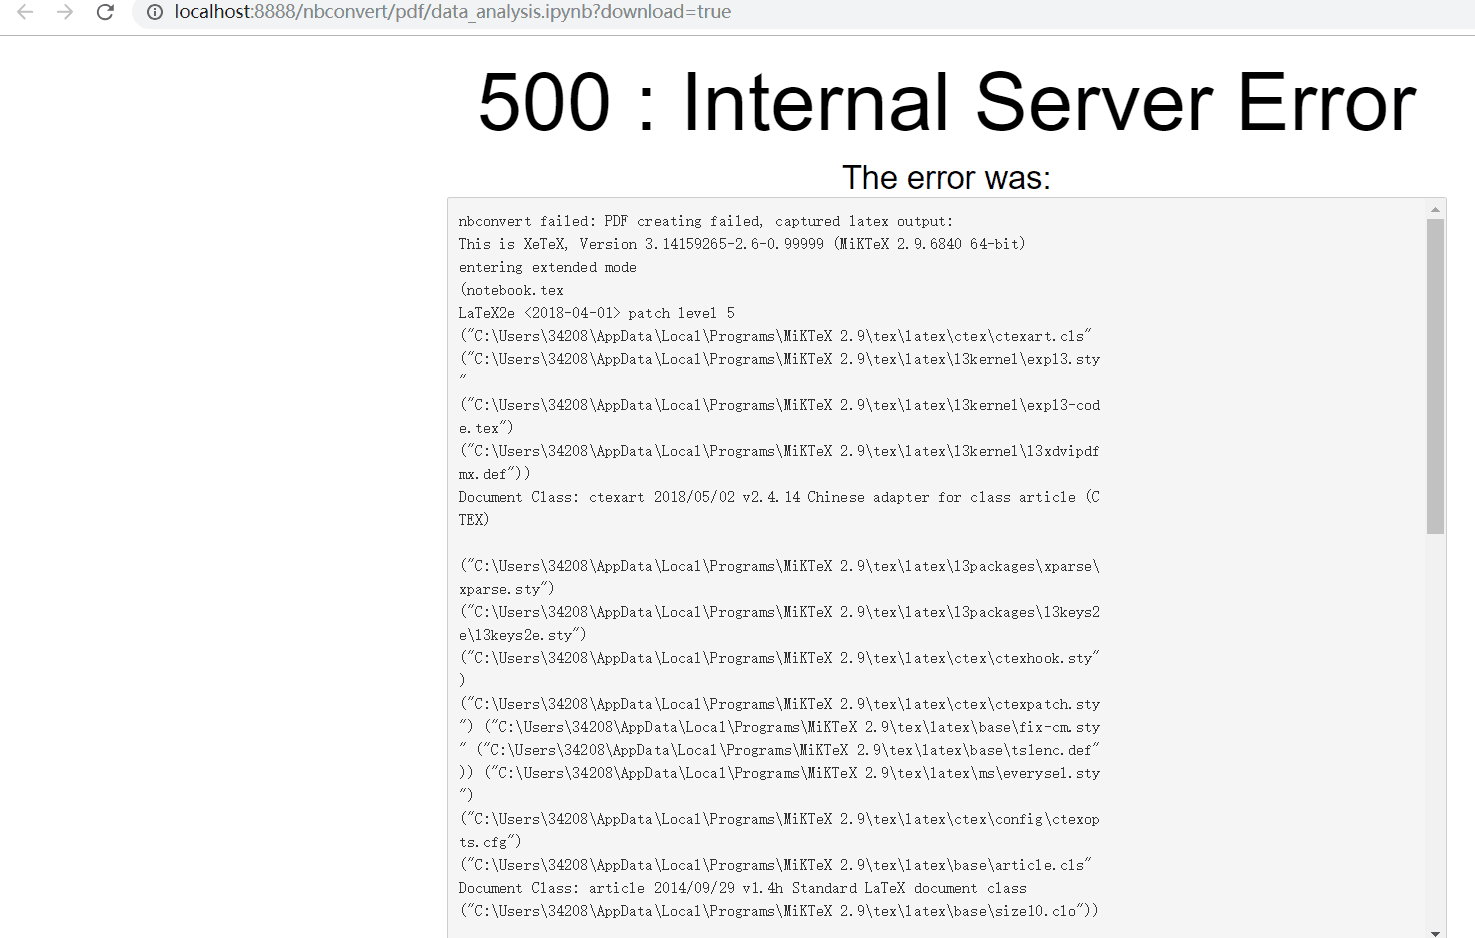 localhost:8888/nbconvert/pdf/data_analysis.ipynb?download=true
500 : Internal Server Error
The error was:
nbconvert failed: PDF creating failed, captured latex output:
This is XeTeX, Version 3.14159265-2.6-0.99999 (MiKTeX 2.9.6840 64-bit)
entering extended mode
(notebook.tex
LaTeX2e <2018-04-01> patch level 5
("C:\Users\34208\AppData\Local\Programs\MiKTeX 2.9\tex\latex\ctex\ctexart.cls"
("C:\Users\34208\AppData\Local\Programs\MiKTeX 2.9\tex\latex\l3kernel\expl3.sty
"
("C:\Users\34208\AppData\Local\Programs\MiKTeX 2.9\tex\latex\l3kernel\expl3-cod
e.tex")
("C:\Users\34208\AppData\Local\Programs\MiKTeX 2.9\tex\latex\l3kernel\l3xdvipdf
mx.def"))
Document Class: ctexart 2018/05/02 v2.4.14 Chinese adapter for class article (C
TEX)
("C:\Users\34208\AppData\Local\Programs\MiKTeX 2.9\tex\latex\l3packages\xparse\
xparse.sty")
("C:\Users\34208\AppData\Local\Programs\MiKTeX 2.9\tex\latex\l3packages\l3keys2
e\l3keys2e.sty")
("C:\Users\34208\AppData\Local\Programs\MiKTeX 2.9\tex\latex\ctex\ctexhook.sty"
)
("C:\Users\34208\AppData\Local\Programs\MiKTeX 2.9\tex\latex\ctex\ctexpatch.sty
") ("C:\Users\34208\AppData\Local\Programs\MiKTeX 2.9\tex\latex\base\fix-cm.sty
" ("C:\Users\34208\AppData\Local\Programs\MiKTeX 2.9\tex\latex\base\ts1enc.def"
)) ("C:\Users\34208\AppData\Local\Programs\MiKTeX 2.9\tex\latex\ms\everysel.sty
")
("C:\Users\34208\AppData\Local\Programs\MiKTeX 2.9\tex\latex\ctex\config\ctexop
ts.cfg")
("C:\Users\34208\AppData\Local\Programs\MiKTeX 2.9\tex\latex\base\article.cls"
Document Class: article 2014/09/29 v1.4h Standard LaTeX document class
("C:\Users\34208\AppData\Local\Programs\MiKTeX 2.9\tex\latex\base\size10.clo"))